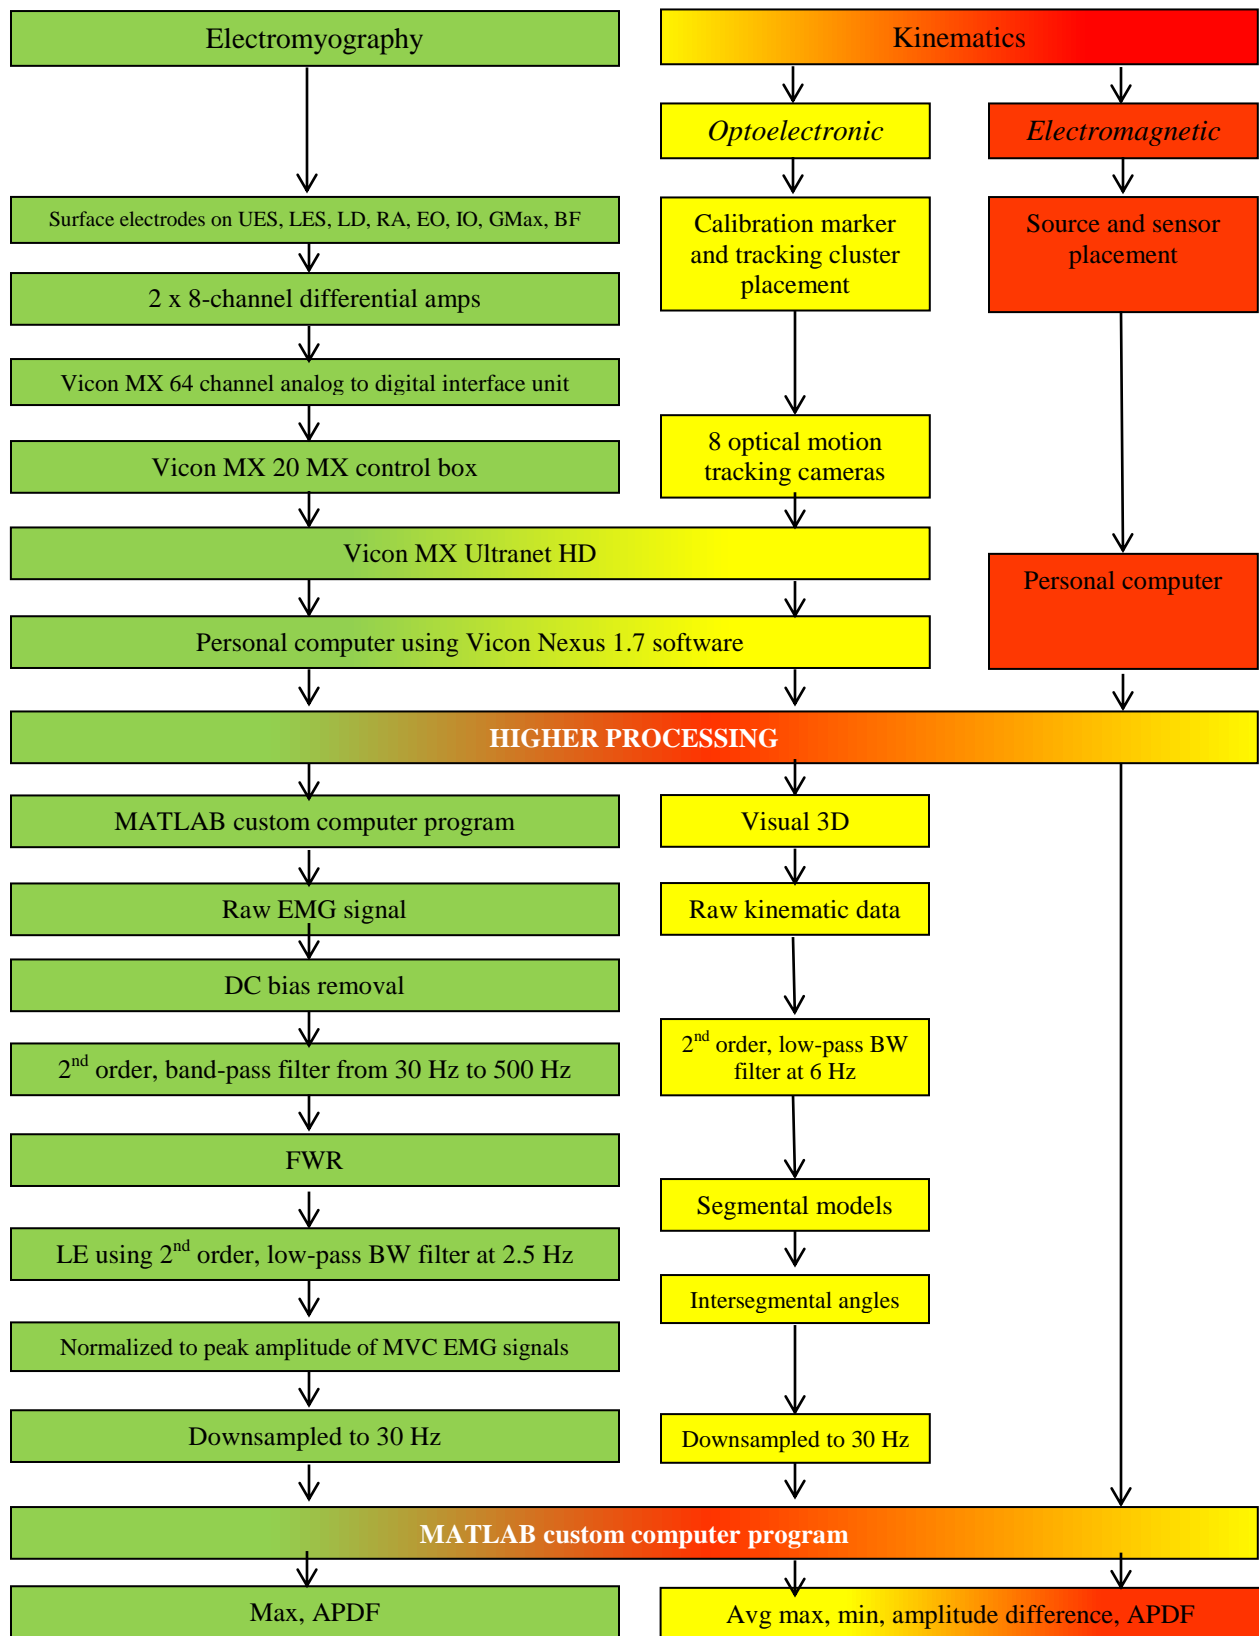 Electromyography
Kinematics
Optoelectronic
Electromagnetic
Surface electrodes on UES, LES, LD, RA, EO, IO, GMax, BF
Calibration marker
and tracking cluster
placement
Source and sensor
placement
2 x 8-channel differential amps
Vicon MX 64 channel analog to digital interface unit
Vicon MX 20 MX control box
8 optical motion
tracking cameras
Vicon MX Ultranet HD
Personal computer
Personal computer using Vicon Nexus 1.7 software
HIGHER PROCESSING
MATLAB custom computer program
Visual 3D
Raw EMG signal
Raw kinematic data
DC bias removal
2nd order, band-pass filter from 30 Hz to 500 Hz
2nd order, low-pass BW
filter at 6 Hz
FWR
Segmental models
LE using 2nd order, low-pass BW filter at 2.5 Hz
Intersegmental angles
Normalized to peak amplitude of MVC EMG signals
Downsampled to 30 Hz
Downsampled to 30 Hz
MATLAB custom computer program
Max, APDF
Avg max, min, amplitude difference, APDF